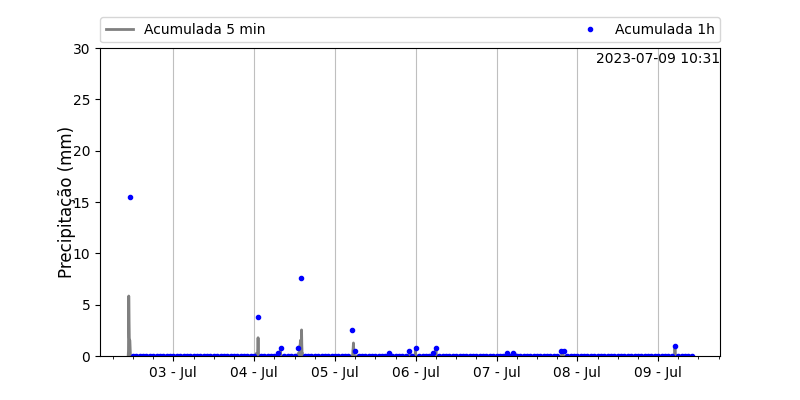 Acumulada 5 min
Acumulada 1h
2023-07-09 10:31
Precipitação (mm)
30
25
20
15
10
5
0
03 - Jul
04 - Jul
05 - Jul
06 - Jul
07 - Jul
08 - Jul
09 - Jul